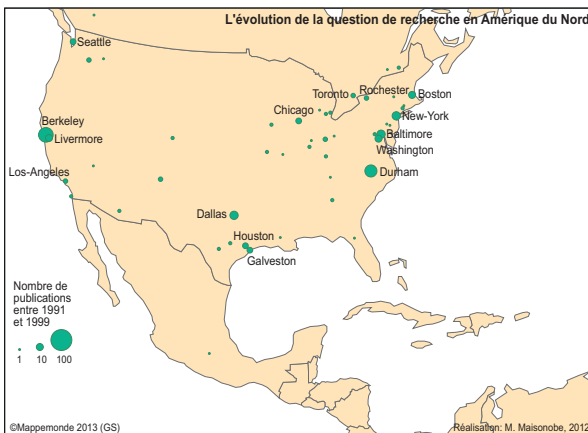 L'évolution de la question de recherche en Amérique du Nord
Seattle
Toronto
Rochester
Boston
Chicago
New-York
Berkeley
Livermore
Baltimore
Washington
Los-Angeles
Durham
Dallas
Houston
Galveston
Nombre de
publications
entre 1991
et 1999
1 10 100
©Mappemonde 2013 (GS)
Réalisation: M. Maisonobe, 2012